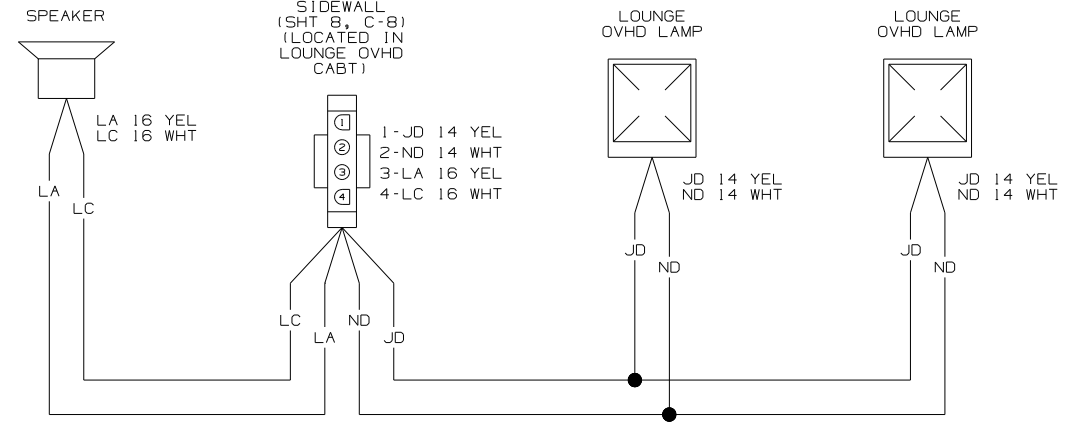 SPEAKER
SIDEWALL
(SHT 8, C-8)
(LOCATED IN
LOUNGE OVHD
CABT)
LOUNGE
OVHD LAMP
LOUNGE
OVHD LAMP
LA 16 YEL
LC 16 WHT
1
2
3
4
1-JD 14 YEL
2-ND 14 WHT
3-LA 16 YEL
4-LC 16 WHT
JD 14 YEL
ND 14 WHT
JD 14 YEL
ND 14 WHT
LA
LC
JD
ND
JD
ND
LC
ND
LA
JD